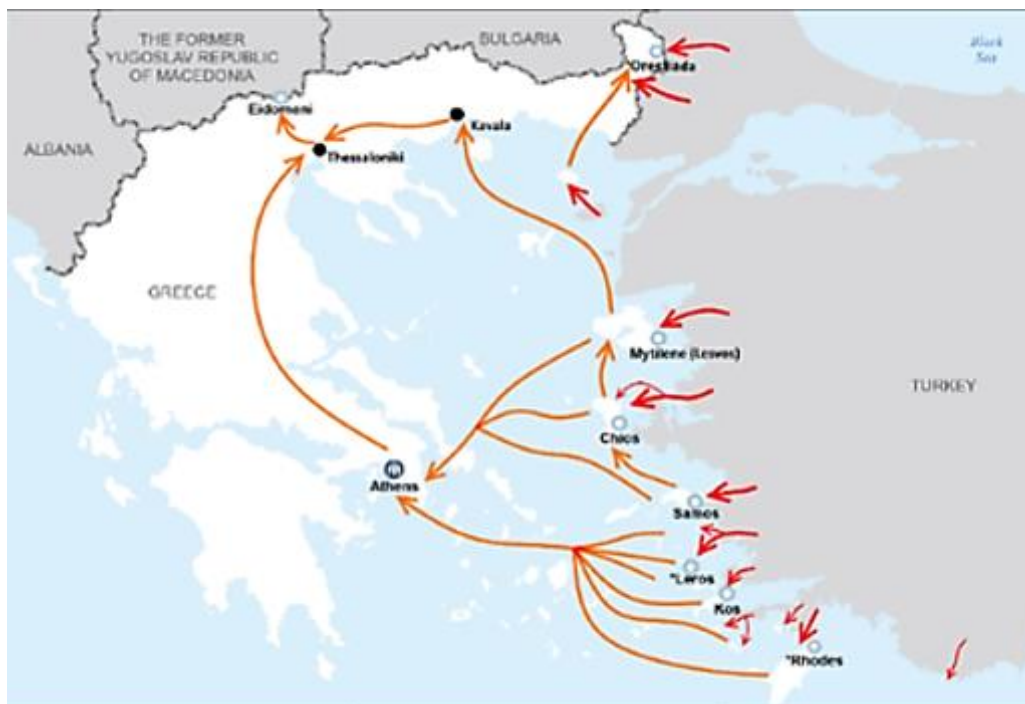 THE FORMER
YUGOSLAV REPUBLIC
OF MACEDONIA
BULGARIA
Black
Sea
Orestiada
Eidomeni
Kavala
ALBANIA
Thessaloniki
GREECE
Mytilene (Lesvos)
TURKEY
Chios
Athens
Samos
*Leros
Kos
*Rhodes